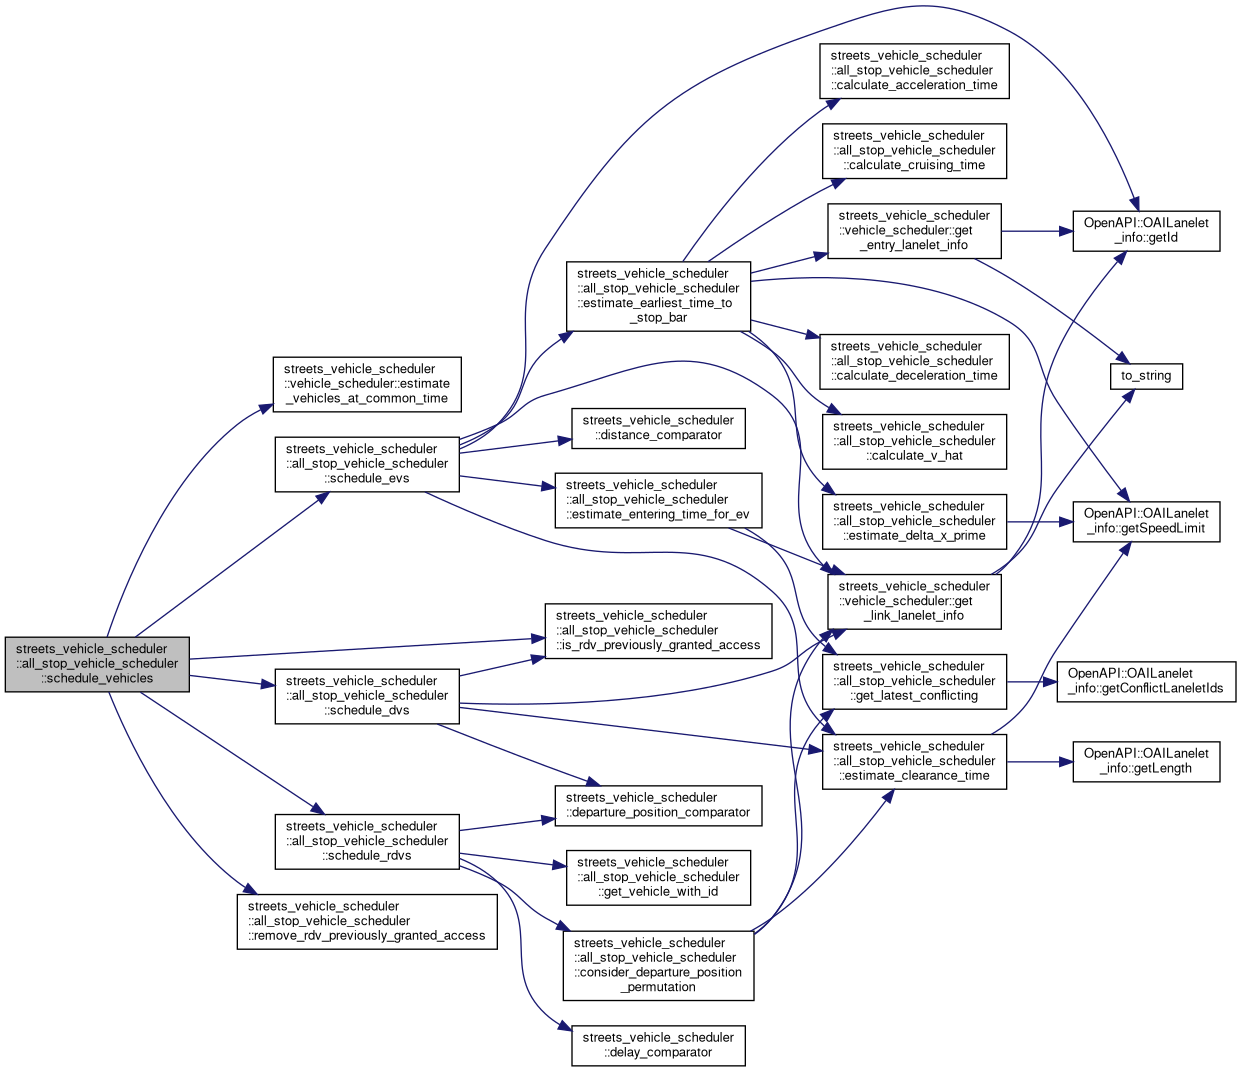 streets_vehicle_scheduler
::all_stop_vehicle_scheduler
::schedule_vehicles
streets_vehicle_scheduler
::vehicle_scheduler::estimate
_vehicles_at_common_time
streets_vehicle_scheduler
::all_stop_vehicle_scheduler
::schedule_evs
streets_vehicle_scheduler
::all_stop_vehicle_scheduler
::schedule_dvs
streets_vehicle_scheduler
::all_stop_vehicle_scheduler
::schedule_rdvs
streets_vehicle_scheduler
::all_stop_vehicle_scheduler
::remove_rdv_previously_granted_access
streets_vehicle_scheduler
::all_stop_vehicle_scheduler
::estimate_earliest_time_to
_stop_bar
streets_vehicle_scheduler
::distance_comparator
streets_vehicle_scheduler
::all_stop_vehicle_scheduler
::estimate_entering_time_for_ev
streets_vehicle_scheduler
::all_stop_vehicle_scheduler
::is_rdv_previously_granted_access
streets_vehicle_scheduler
::departure_position_comparator
streets_vehicle_scheduler
::all_stop_vehicle_scheduler
::get_vehicle_with_id
streets_vehicle_scheduler
::all_stop_vehicle_scheduler
::consider_departure_position
_permutation
streets_vehicle_scheduler
::delay_comparator
streets_vehicle_scheduler
::all_stop_vehicle_scheduler
::calculate_acceleration_time
streets_vehicle_scheduler
::all_stop_vehicle_scheduler
::calculate_cruising_time
streets_vehicle_scheduler
::vehicle_scheduler::get
_entry_lanelet_info
streets_vehicle_scheduler
::all_stop_vehicle_scheduler
::calculate_deceleration_time
streets_vehicle_scheduler
::all_stop_vehicle_scheduler
::calculate_v_hat
streets_vehicle_scheduler
::all_stop_vehicle_scheduler
::estimate_delta_x_prime
streets_vehicle_scheduler
::vehicle_scheduler::get
_link_lanelet_info
streets_vehicle_scheduler
::all_stop_vehicle_scheduler
::get_latest_conflicting
streets_vehicle_scheduler
::all_stop_vehicle_scheduler
::estimate_clearance_time
OpenAPI::OAILanelet
_info::getId
to_string
OpenAPI::OAILanelet
_info::getSpeedLimit
OpenAPI::OAILanelet
_info::getConflictLaneletIds
OpenAPI::OAILanelet
_info::getLength